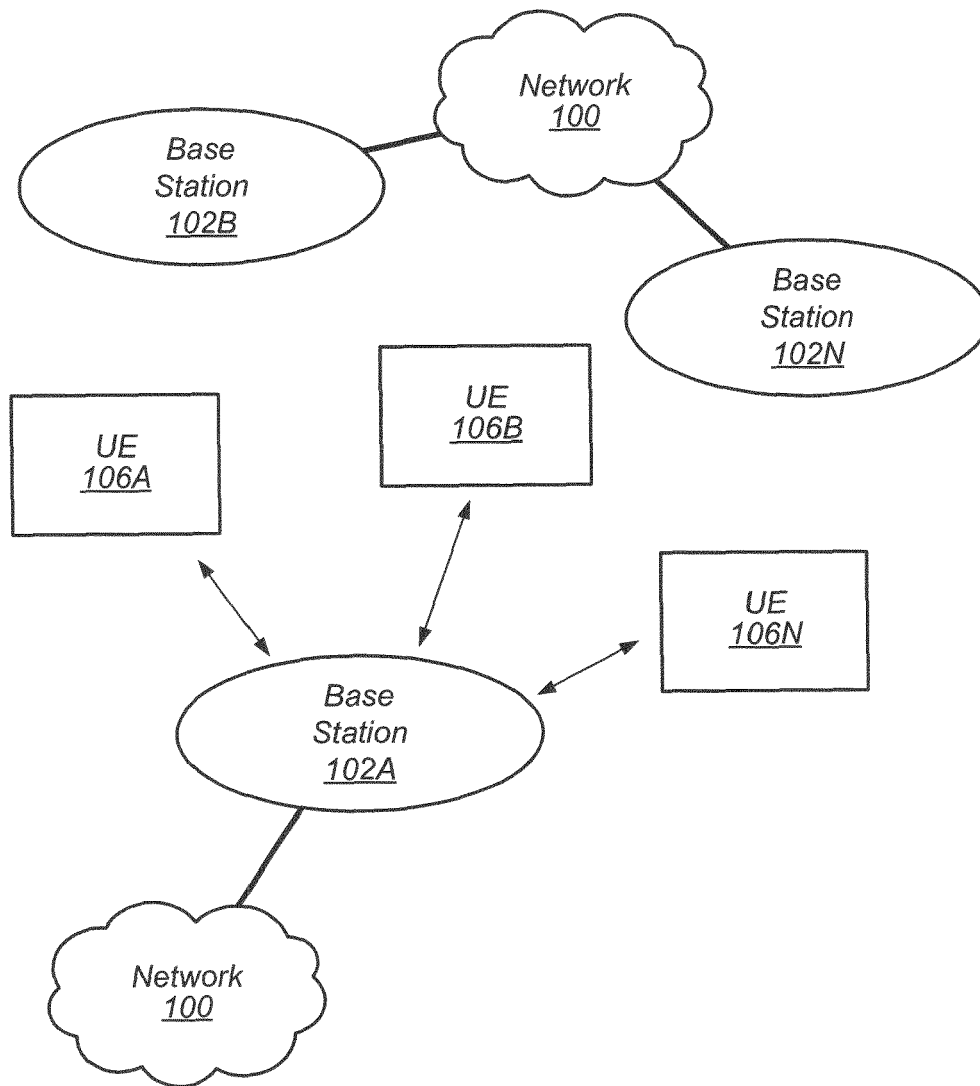 Network
100
Base
Station
102B
Base
Station
102N
UE
106B
UE
106A
UE
106N
Base
Station
102A
Network
100